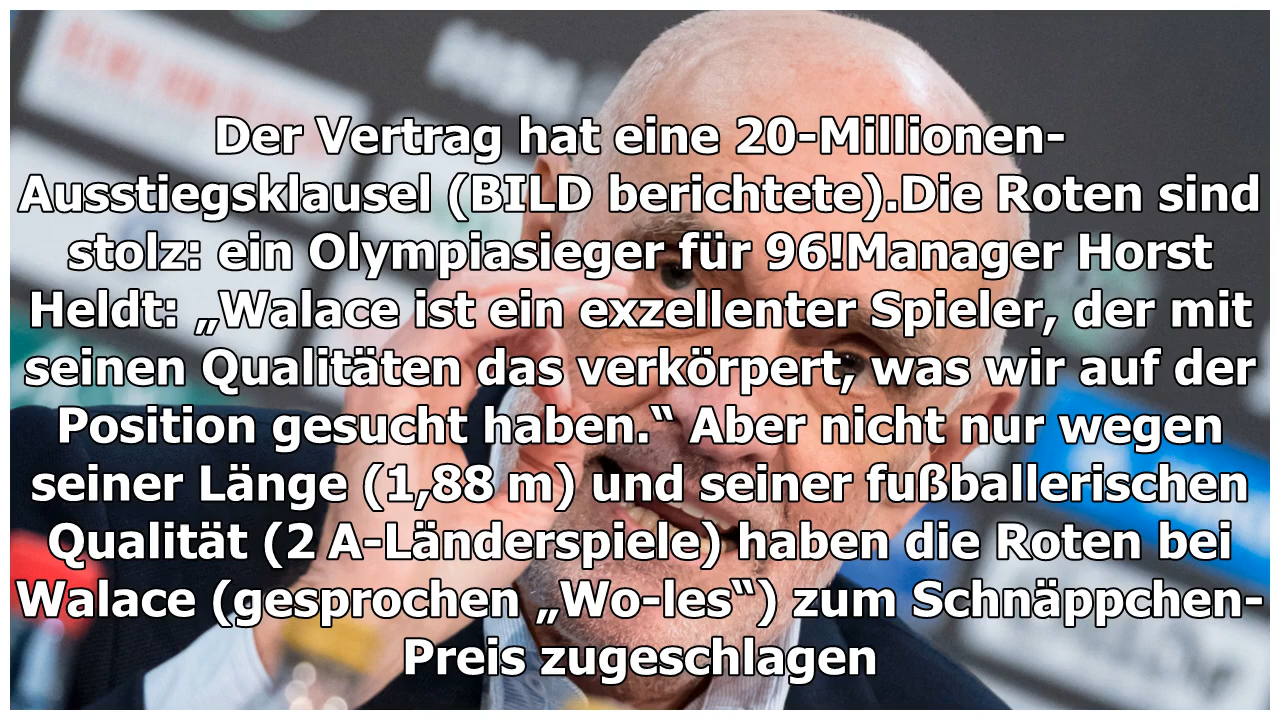 Der Vertrag hat eine 20-Millionen-
Ausstiegsklausel (BILD berichtete).Die Roten sind
stolz: ein Olympiasieger für 96!Manager Horst
Heldt: „Walace ist ein exzellenter Spieler, der mit
seinen Qualitäten das verkörpert, was wir auf der
Position gesucht haben.“ Aber nicht nur wegen
seiner Länge (1,88 m) und seiner fußballerischen
Qualität (2 A-Länderspiele) haben die Roten bei
Walace (gesprochen „Wo-les“) zum Schnäppchen-
Preis zugeschlagen